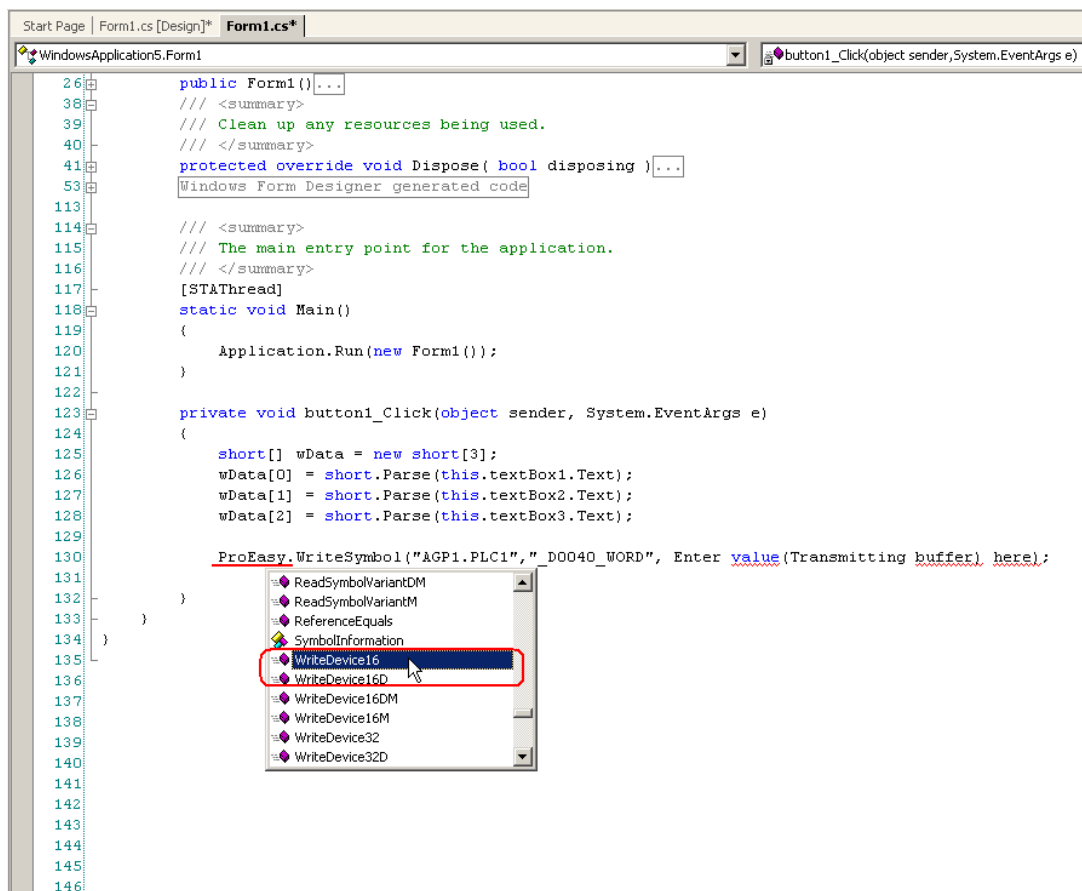 Start Page | Form1.cs [Design]* Form1.cs*
WindowsApplication5.Form1 button1_Click(object sender,System.EventArgs e)
26 public Form1()...
38 /// <summary>
39 /// Clean up any resources being used.
40 /// </summary>
41 protected override void Dispose( bool disposing )...
53 Windows Form Designer generated code
113
114 /// <summary>
115 /// The main entry point for the application.
116 /// </summary>
117 [STAThread]
118 static void Main()
119 {
120 Application.Run(new Form1());
121 }
122
123 private void button1_Click(object sender, System.EventArgs e)
124 {
125 short[] wData = new short[3];
126 wData[0] = short.Parse(this.textBox1.Text);
127 wData[1] = short.Parse(this.textBox2.Text);
128 wData[2] = short.Parse(this.textBox3.Text);
129
130 ProEasy.WriteSymbol("AGP1.PLC1","_D0040_WORD", Enter value(Transmitting buffer) here);
131 ReadSymbolVariantDM
132 } ReadSymbolVariantM
133 } ReferenceEquals
134 } SymbolInformation
135 WriteDevice16
136 WriteDevice16D
137 WriteDevice16DM
138 WriteDevice16M
139 WriteDevice32
140 WriteDevice32D
141
142
143
144
145
146